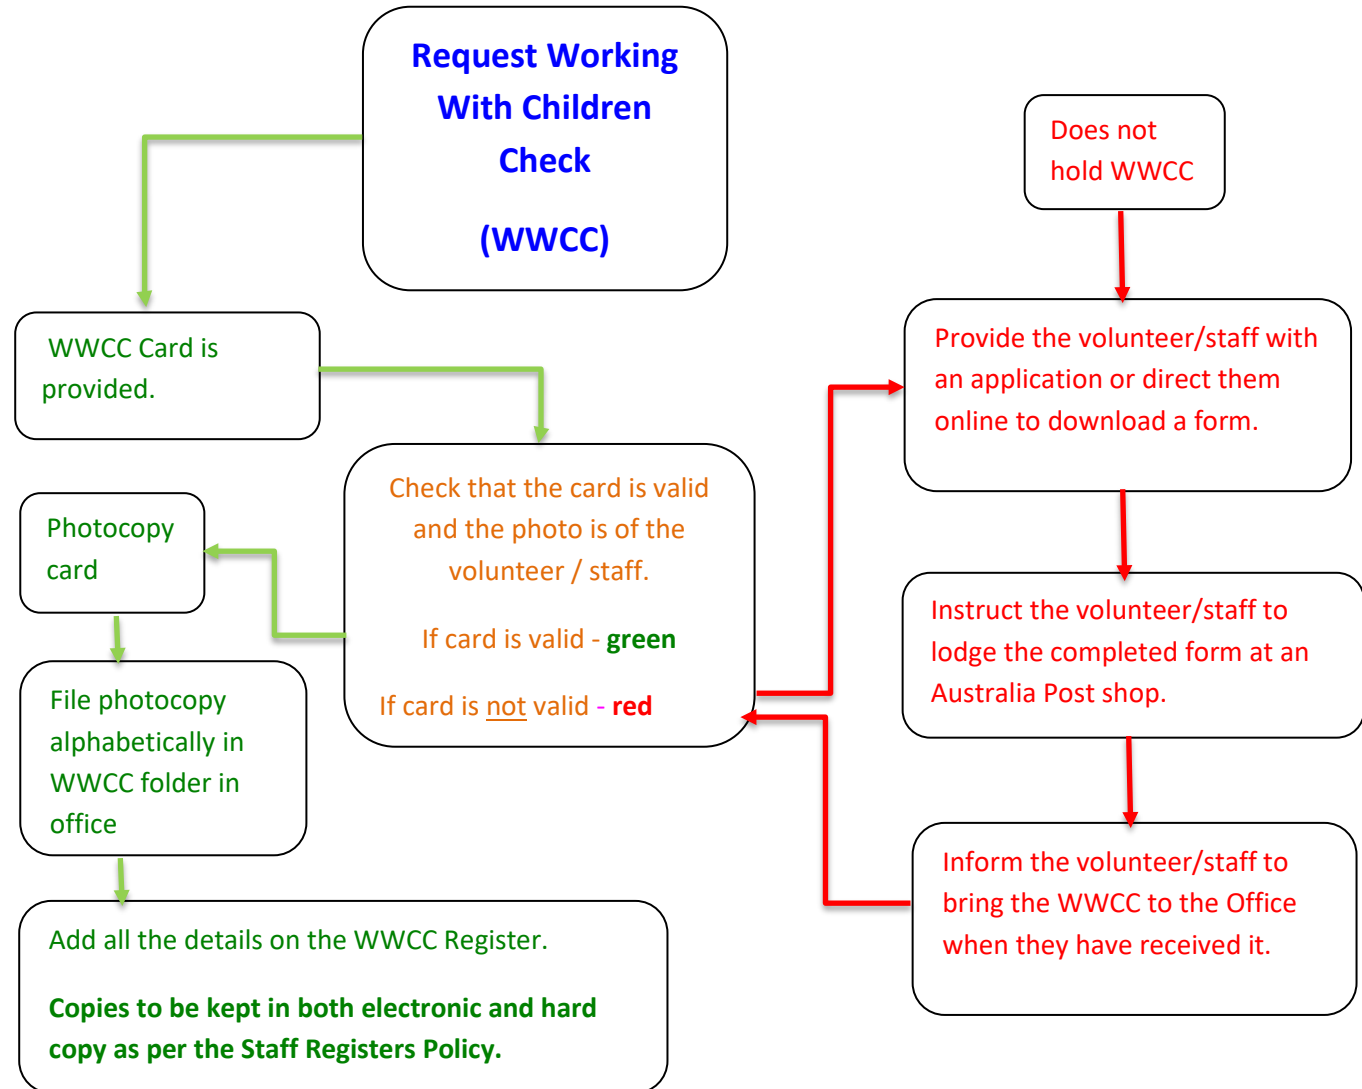 Request Working
With Children
Check
(WWCC)
Does not
hold WWCC
WWCC Card is
provided.
Provide the volunteer/staff with
an application or direct them
online to download a form.
Check that the card is valid
and the photo is of the
volunteer / staff.
If card is valid - green
If card is not valid - red
Photocopy
card
Instruct the volunteer/staff to
lodge the completed form at an
Australia Post shop.
File photocopy
alphabetically in
WWCC folder in
office
Inform the volunteer/staff to
bring the WWCC to the Office
when they have received it.
Add all the details on the WWCC Register.
Copies to be kept in both electronic and hard
copy as per the Staff Registers Policy.